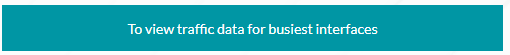 To view traffic data for busiest interfaces